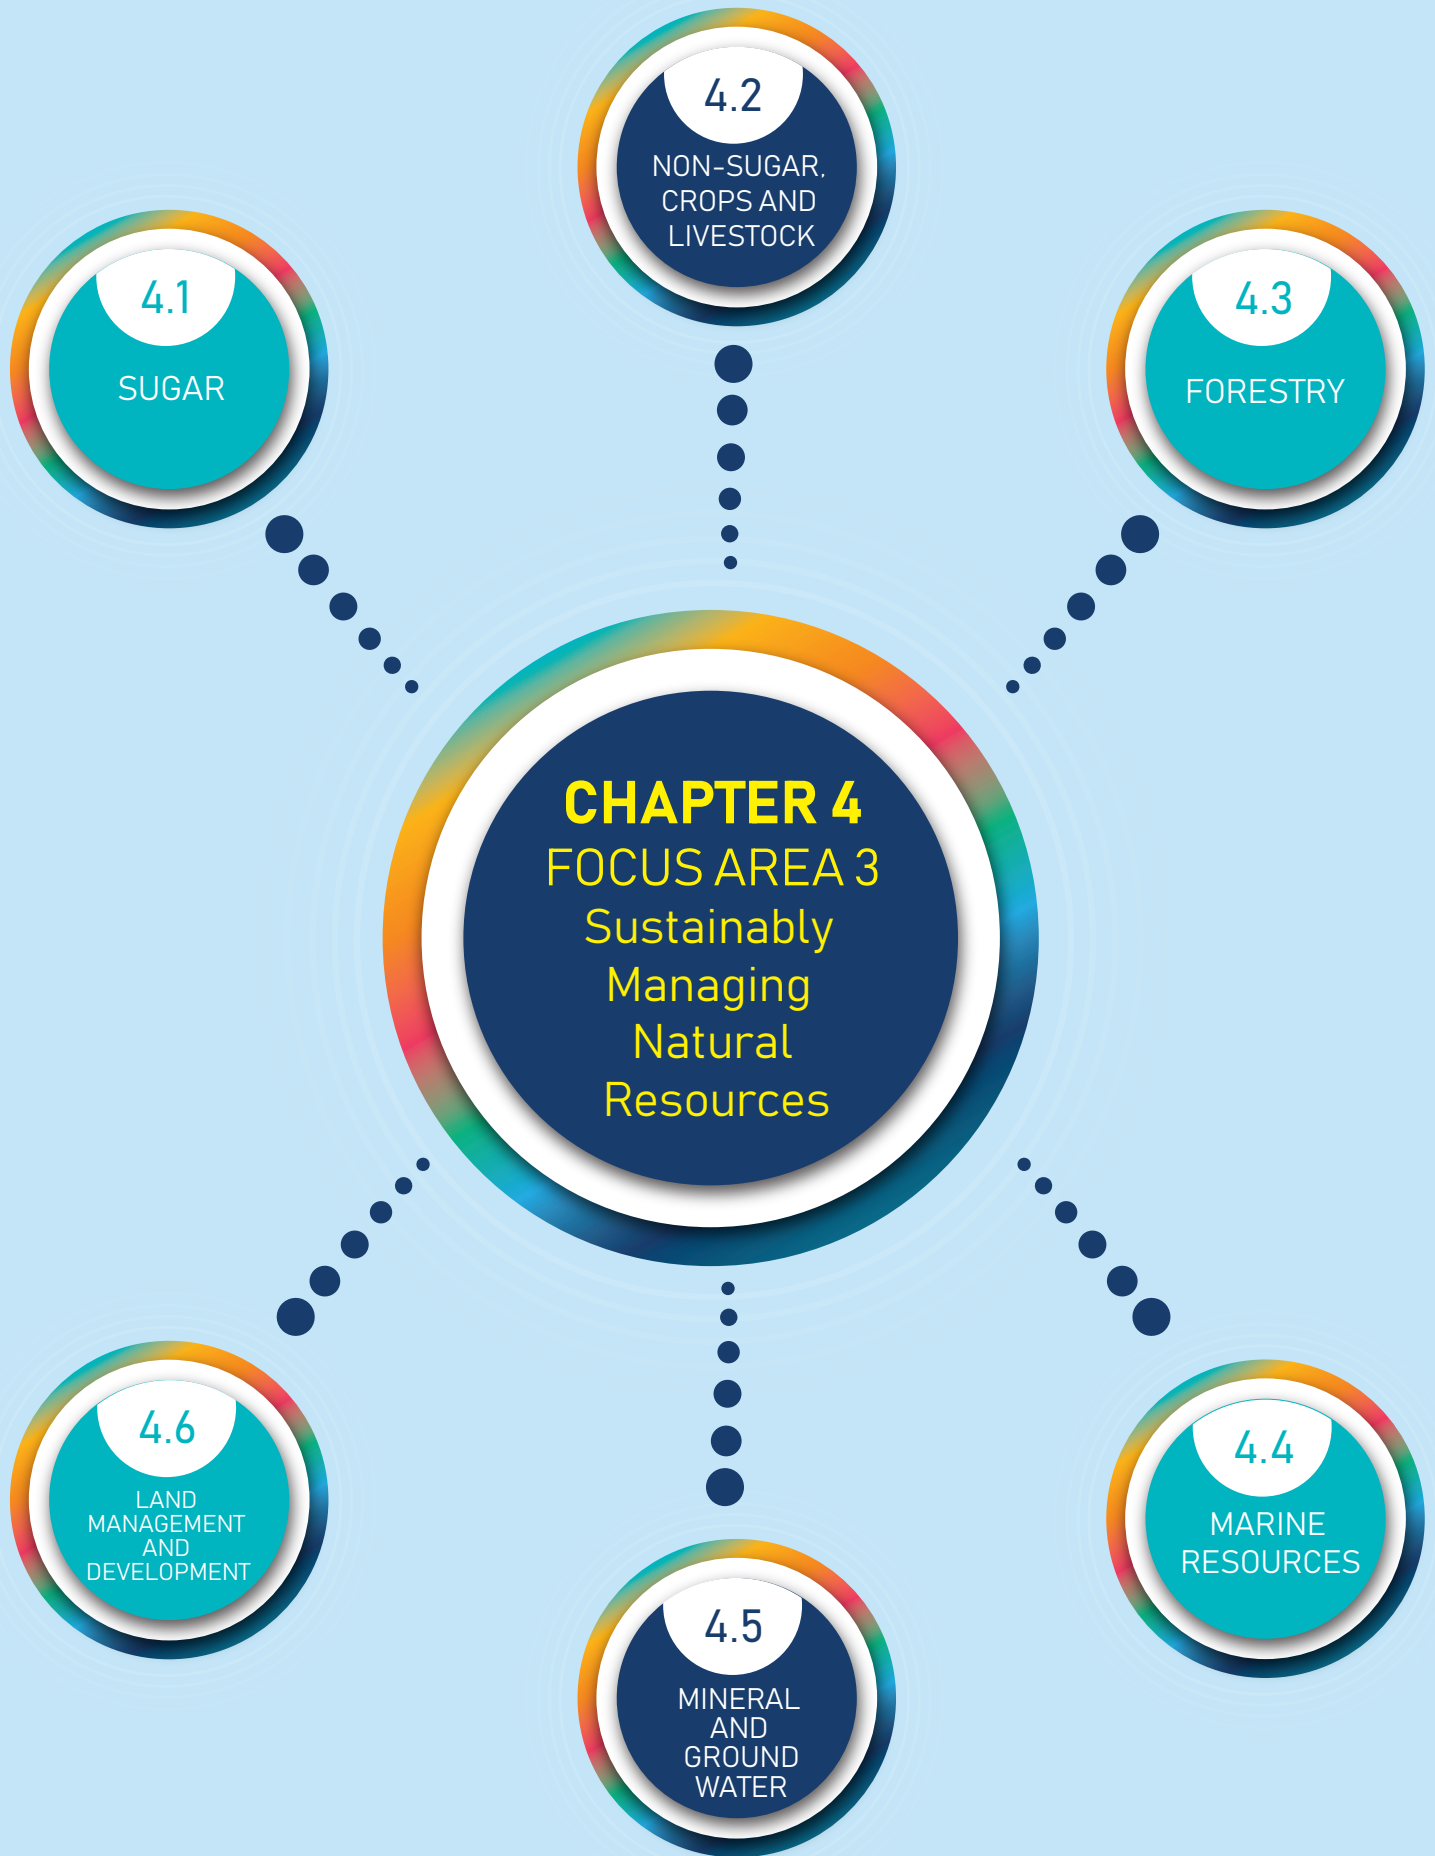 4.1
SUGAR
4.2
NON-SUGAR,
CROPS AND
LIVESTOCK
4.3
FORESTRY
CHAPTER 4
FOCUS AREA 3
Sustainably
Managing
Natural
Resources
4.4
MARINE
RESOURCES
4.5
MINERAL
AND
GROUND
WATER
4.6
LAND
MANAGEMENT
AND
DEVELOPMENT